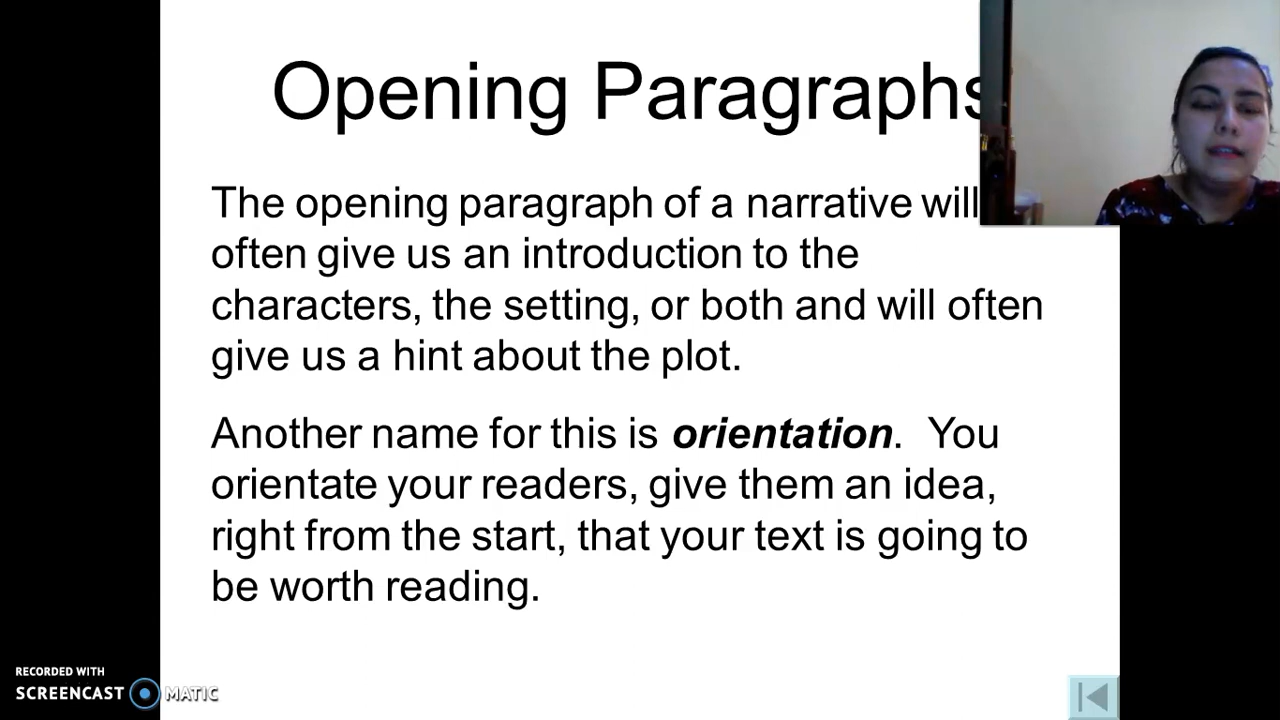 Opening Paragraphs
The opening paragraph of a narrative will
often give us an introduction to the
characters, the setting, or both and will often
give us a hint about the plot.
Another name for this is orientation. You
orientate your readers, give them an idea,
right from the start, that your text is going to
be worth reading.
RECORDED WITH
SCREENCAST MATIC